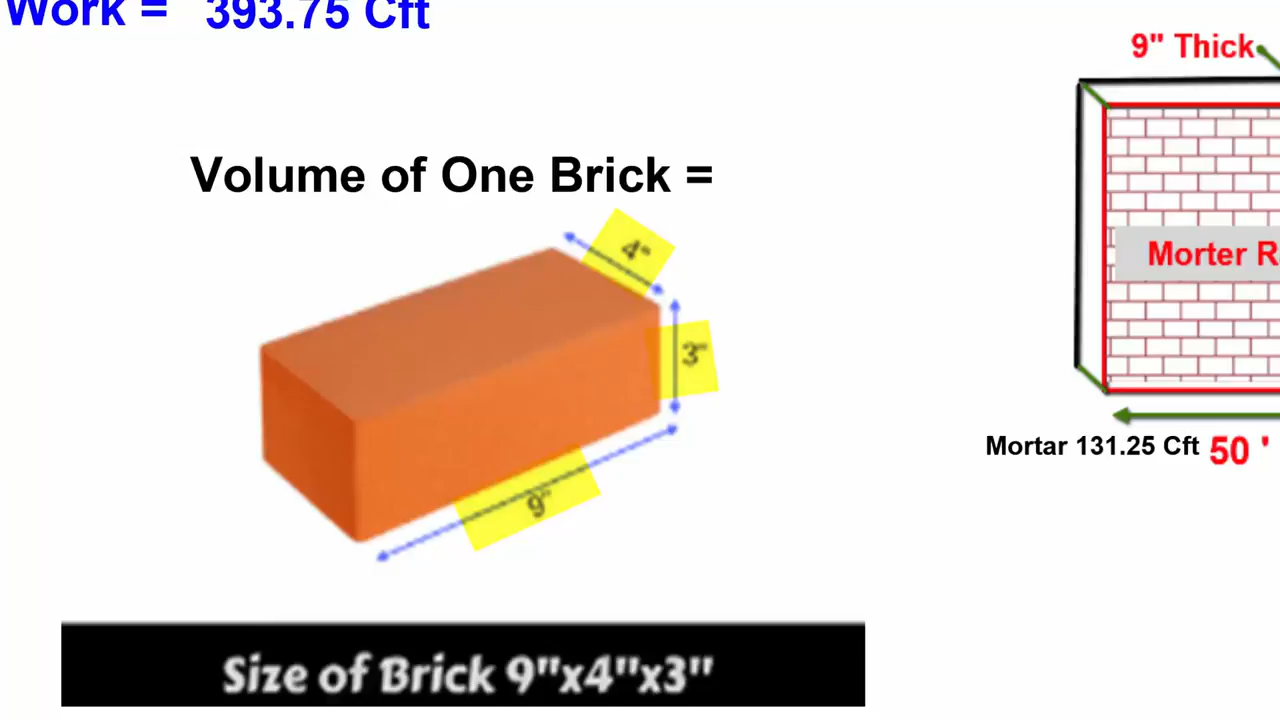 Work = 393.75 Cft
9" Thick
Volume of One Brick =
4"
3"
Morter R
9"
Mortar 131.25 Cft 50 '
Size of Brick 9"x4"x3"